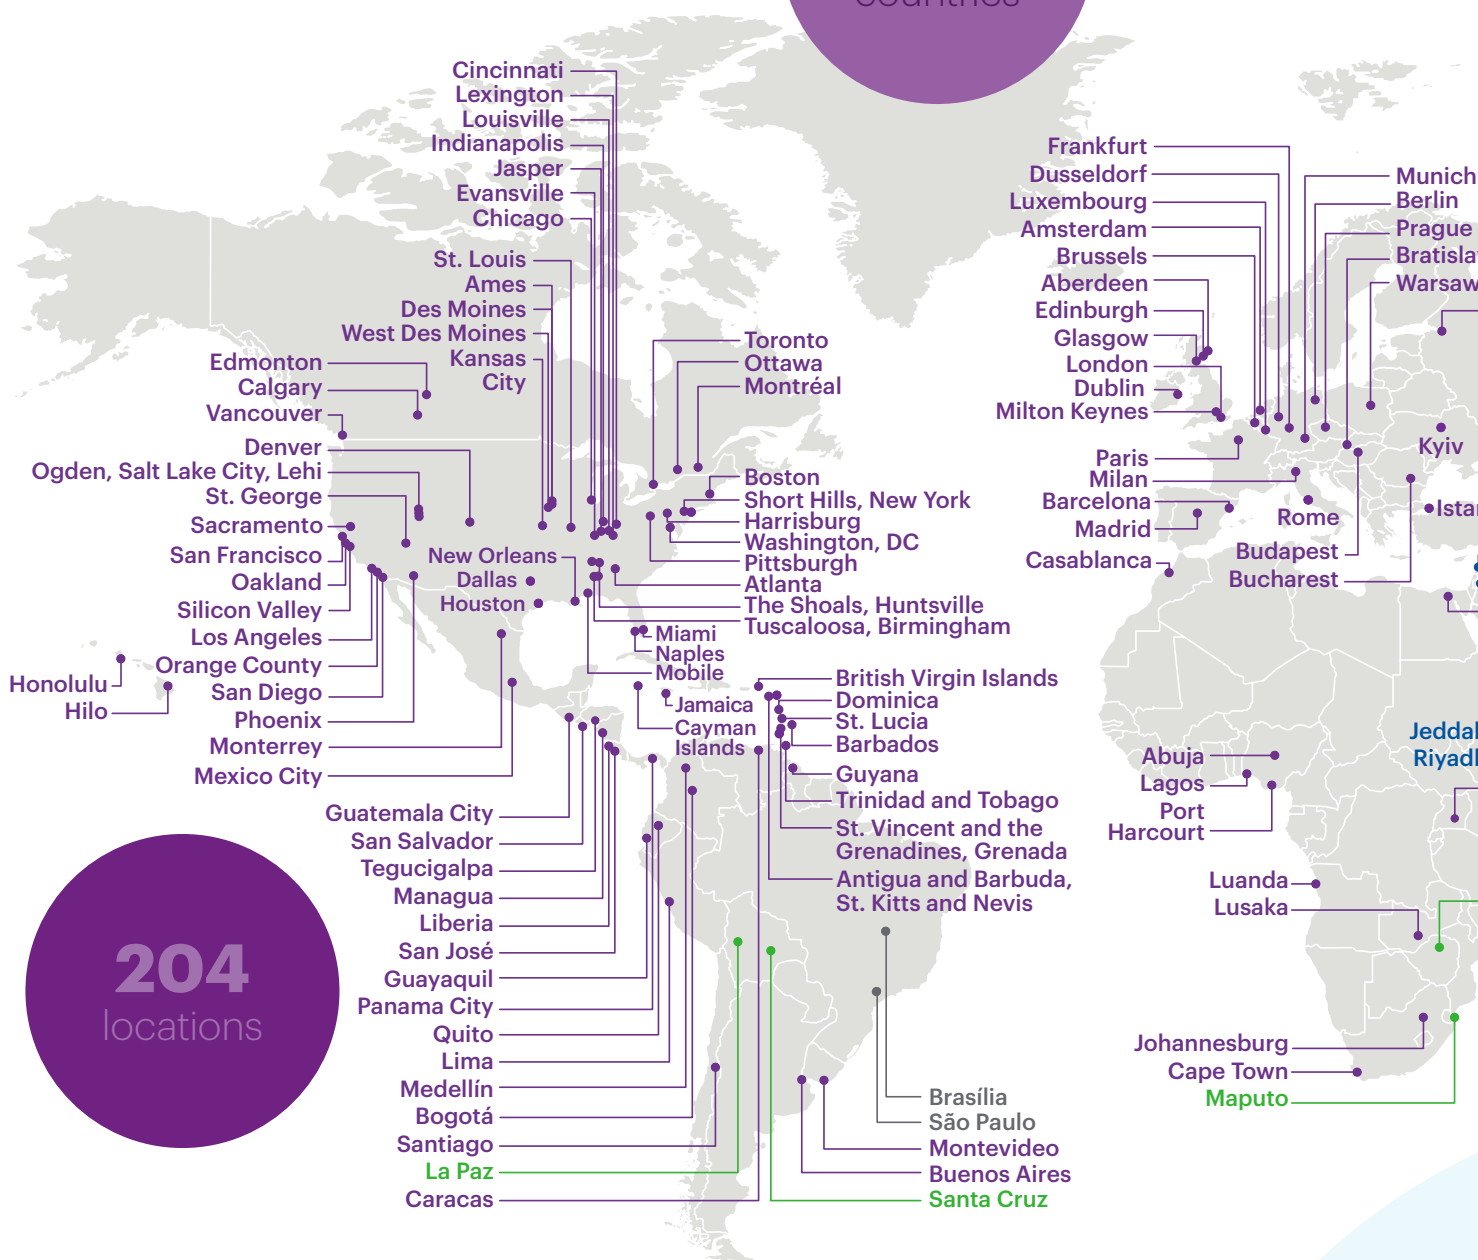 countries
Cincinnati
Lexington
Louisville
Indianapolis
Jasper
Evansville
Chicago
St. Louis
Ames
Des Moines
West Des Moines
Kansas
City
Edmonton
Calgary
Vancouver
Denver
Ogden, Salt Lake City, Lehi
St. George
Sacramento
San Francisco
Oakland
Silicon Valley
Los Angeles
Orange County
San Diego
Phoenix
Monterrey
Mexico City
Honolulu
Hilo
New Orleans
Dallas
Houston
Toronto
Ottawa
Montréal
Boston
Short Hills, New York
Harrisburg
Washington, DC
Pittsburgh
Atlanta
The Shoals, Huntsville
Tuscaloosa, Birmingham
Miami
Naples
Mobile
Jamaica
Cayman
Islands
British Virgin Islands
Dominica
St. Lucia
Barbados
Guyana
Trinidad and Tobago
St. Vincent and the
Grenadines, Grenada
Antigua and Barbuda,
St. Kitts and Nevis
Guatemala City
San Salvador
Tegucigalpa
Managua
Liberia
San José
Guayaquil
Panama City
Quito
Lima
Medellín
Bogotá
Santiago
La Paz
Caracas
Brasília
São Paulo
Montevideo
Buenos Aires
Santa Cruz
204
locations
Frankfurt
Dusseldorf
Luxembourg
Amsterdam
Brussels
Aberdeen
Edinburgh
Glasgow
London
Dublin
Milton Keynes
Paris
Milan
Barcelona
Madrid
Casablanca
Munich
Berlin
Prague
Bratisla
Warsaw
Kyiv
Rome
Istan
Budapest
Bucharest
Jeddah
Riyadh
Abuja
Lagos
Port
Harcourt
Luanda
Lusaka
Johannesburg
Cape Town
Maputo